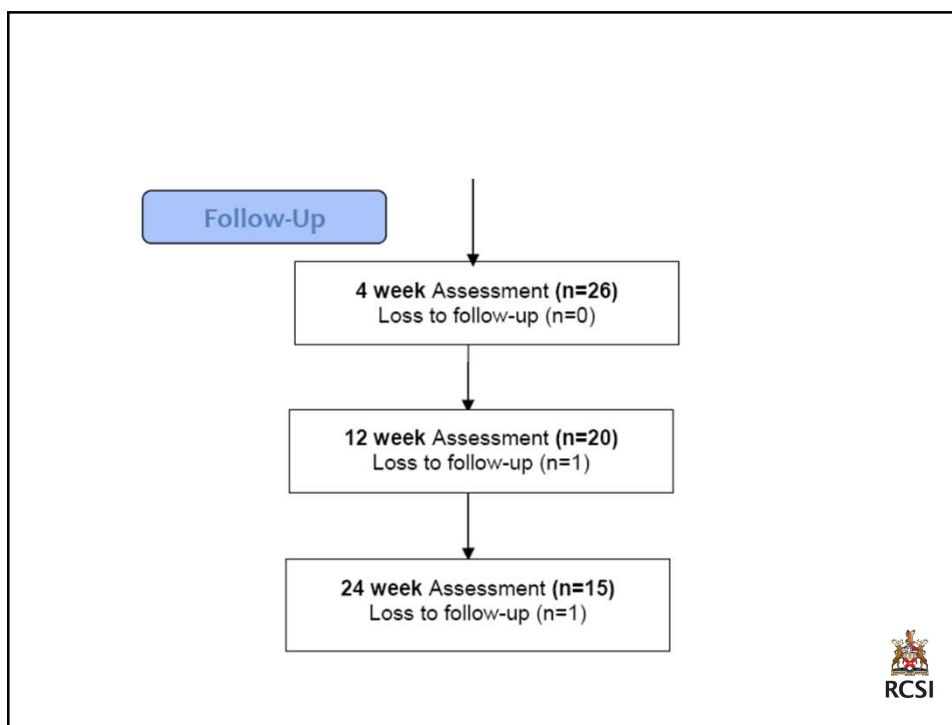 Follow-Up
4 week Assessment (n=26)
Loss to follow-up (n=0)
12 week Assessment (n=20)
Loss to follow-up (n=1)
24 week Assessment (n=15)
Loss to follow-up (n=1)
RCSI